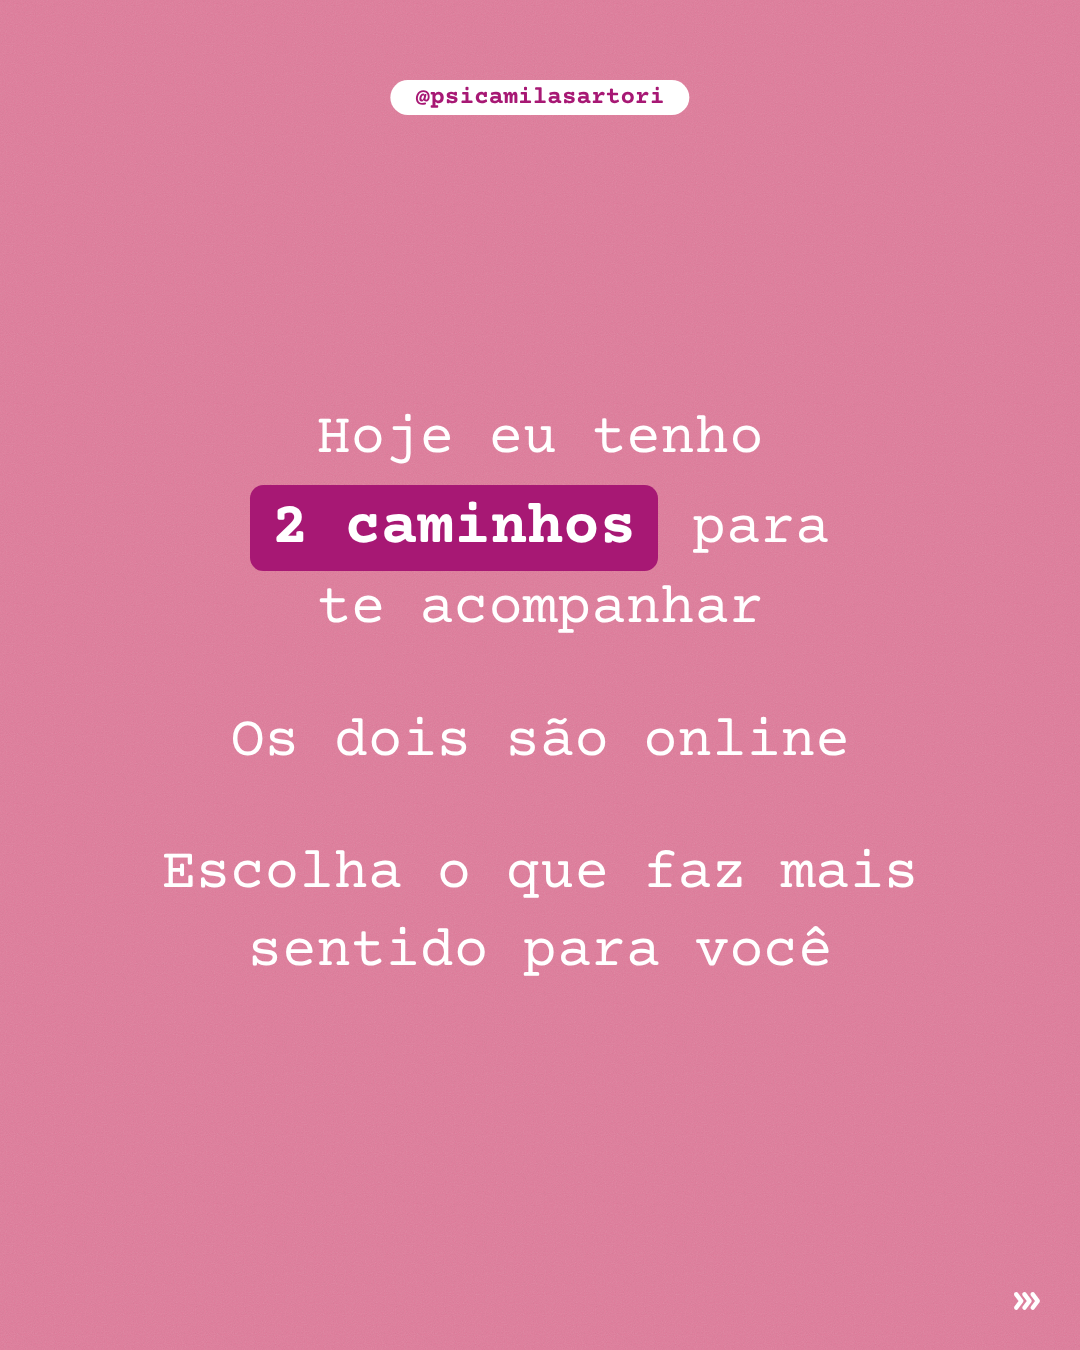 @psicamilasartori
Hoje eu tenho
2 caminhos para
te acompanhar
Os dois são online
Escolha o que faz mais
sentido para você